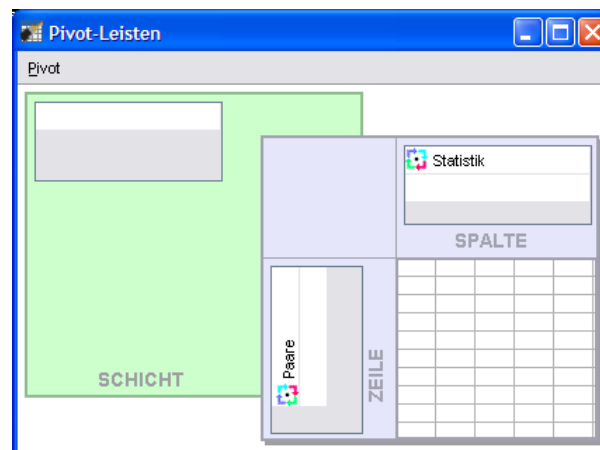 Pivot-Leisten
Pivot
Statistik
SPALTE
Paare
ZEILE
SCHICHT